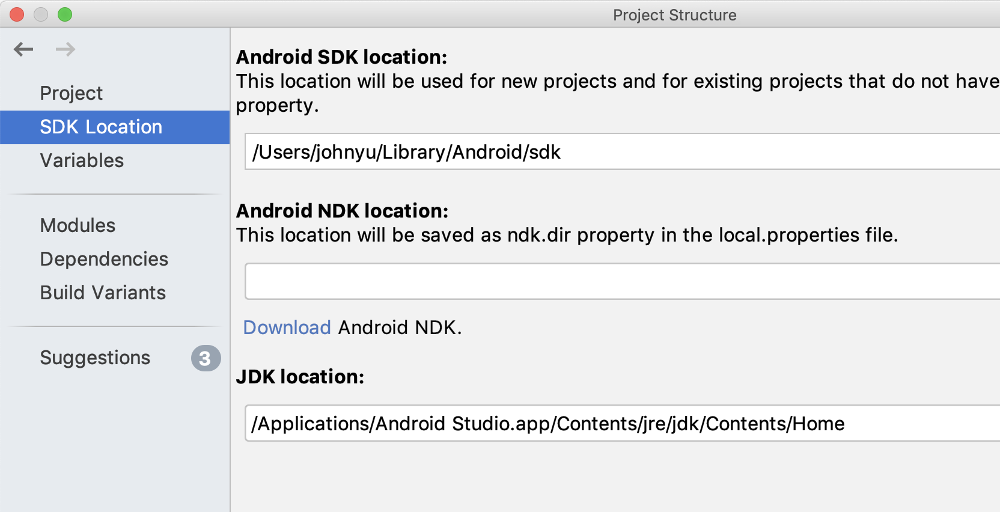 Project Structure
Project
SDK Location
Variables
Modules
Dependencies
Build Variants
Suggestions 3
Android SDK location:
This location will be used for new projects and for existing projects that do not have
property.
/Users/johnyu/Library/Android/sdk
Android NDK location:
This location will be saved as ndk.dir property in the local.properties file.
Download Android NDK.
JDK location:
/Applications/Android Studio.app/Contents/jre/jdk/Contents/Home